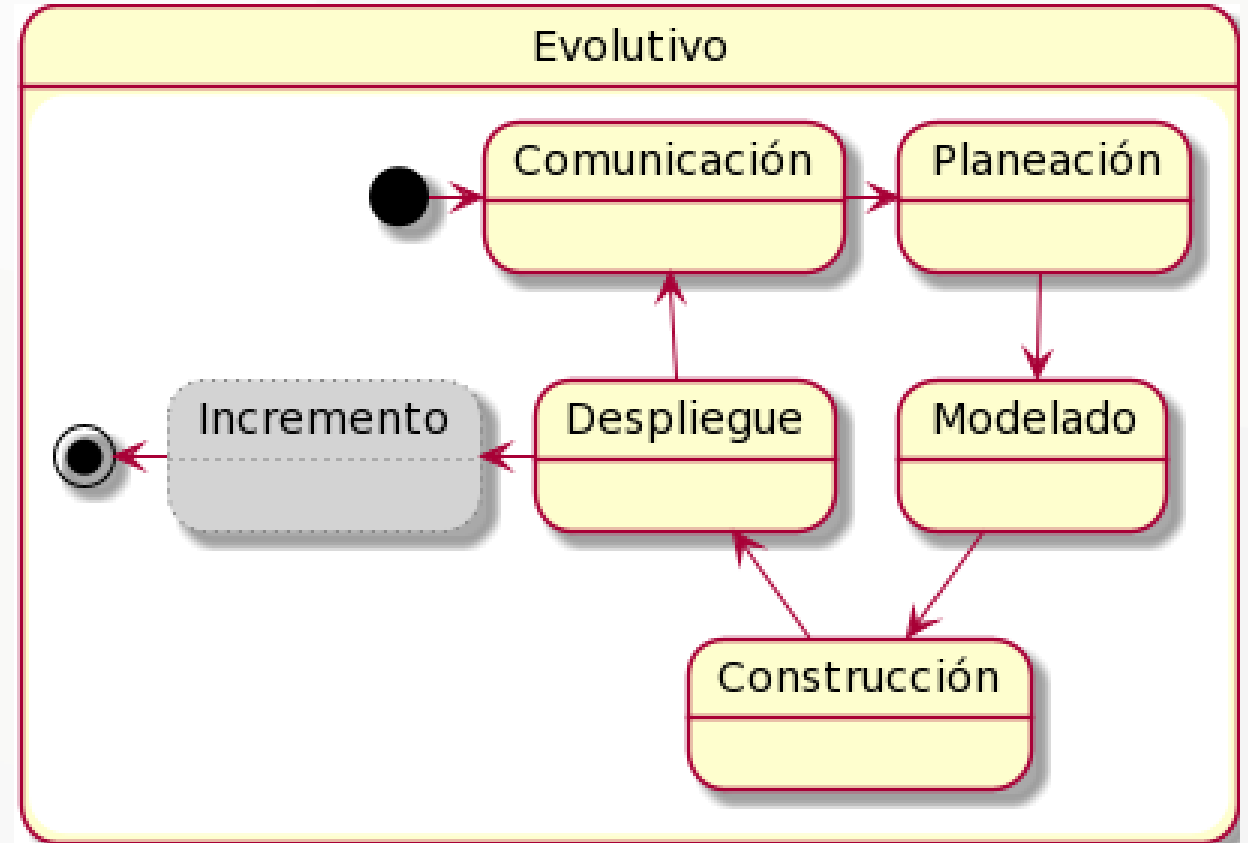 Evolutivo
Comunicación
Planeación
Incremento
Despliegue
Modelado
Construcción